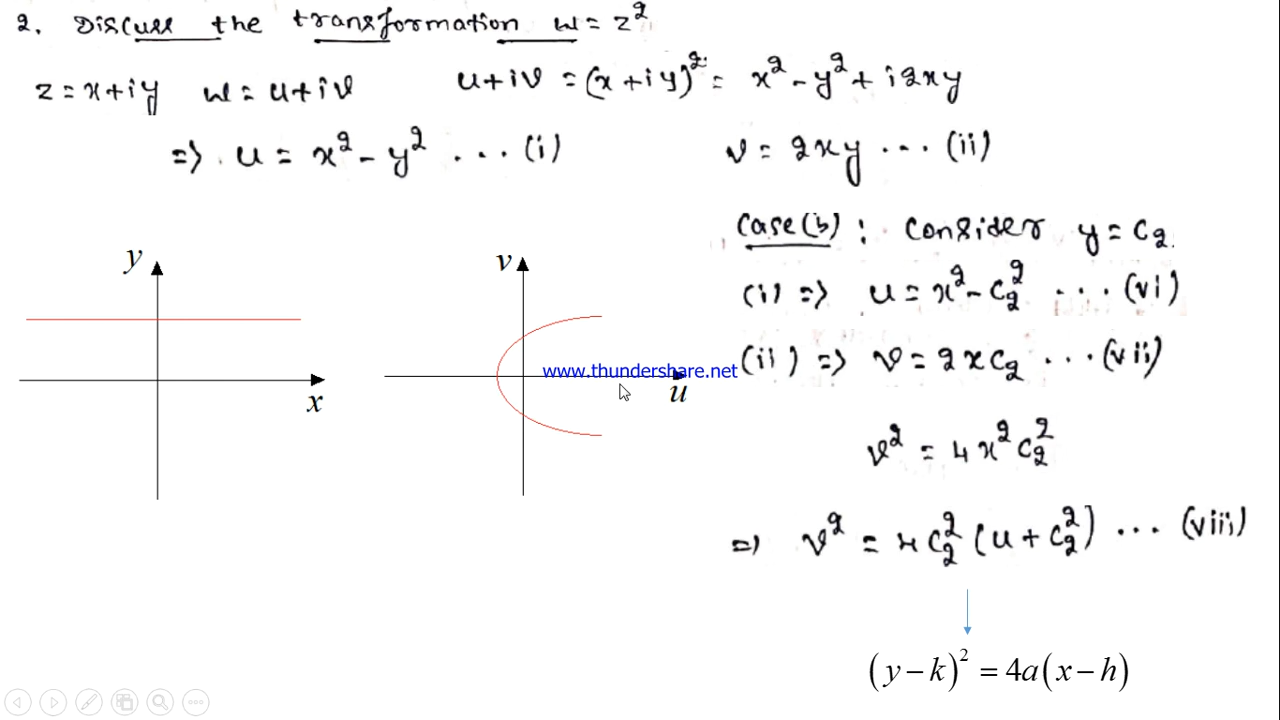 2. Discuss the transformation w = z²
z = x+iy w = u+iv u+iv = (x+iy)² = x² - y² + i2xy
=> u = x² - y² ... (i) v = 2xy ... (ii)
Case(b) : Consider y = c₂.
(i) => u = x² - c₂² ... (vi)
(ii) => v = 2xc₂ ... (vii)
v² = 4x²c₂²
=> v² = 4c₂²(u + c₂²) ... (viii)
(y-k)² = 4a(x-h)
y
x
v
www.thundershare.net
u